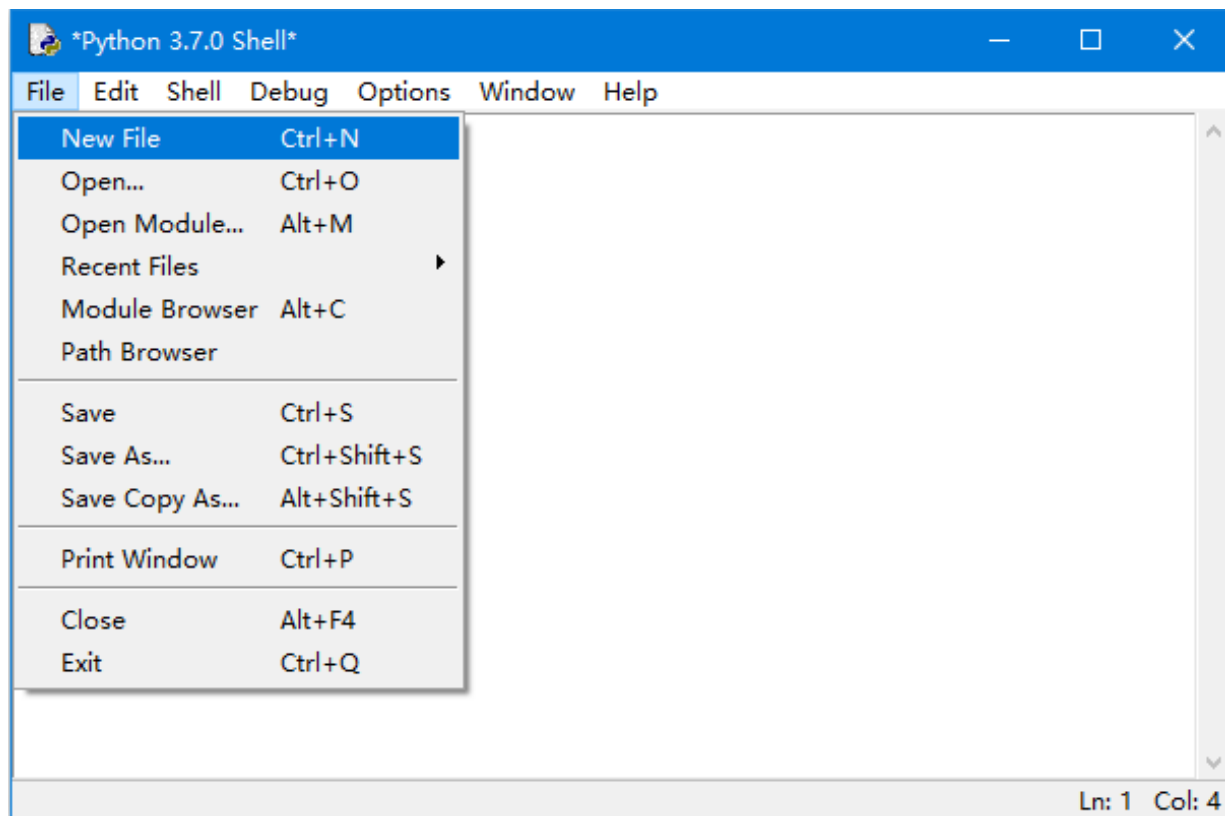 *Python 3.7.0 Shell*
File Edit Shell Debug Options Window Help
New File Ctrl+N
Open... Ctrl+O
Open Module... Alt+M
Recent Files
Module Browser Alt+C
Path Browser
Save Ctrl+S
Save As... Ctrl+Shift+S
Save Copy As... Alt+Shift+S
Print Window Ctrl+P
Close Alt+F4
Exit Ctrl+Q
Ln: 1 Col: 4